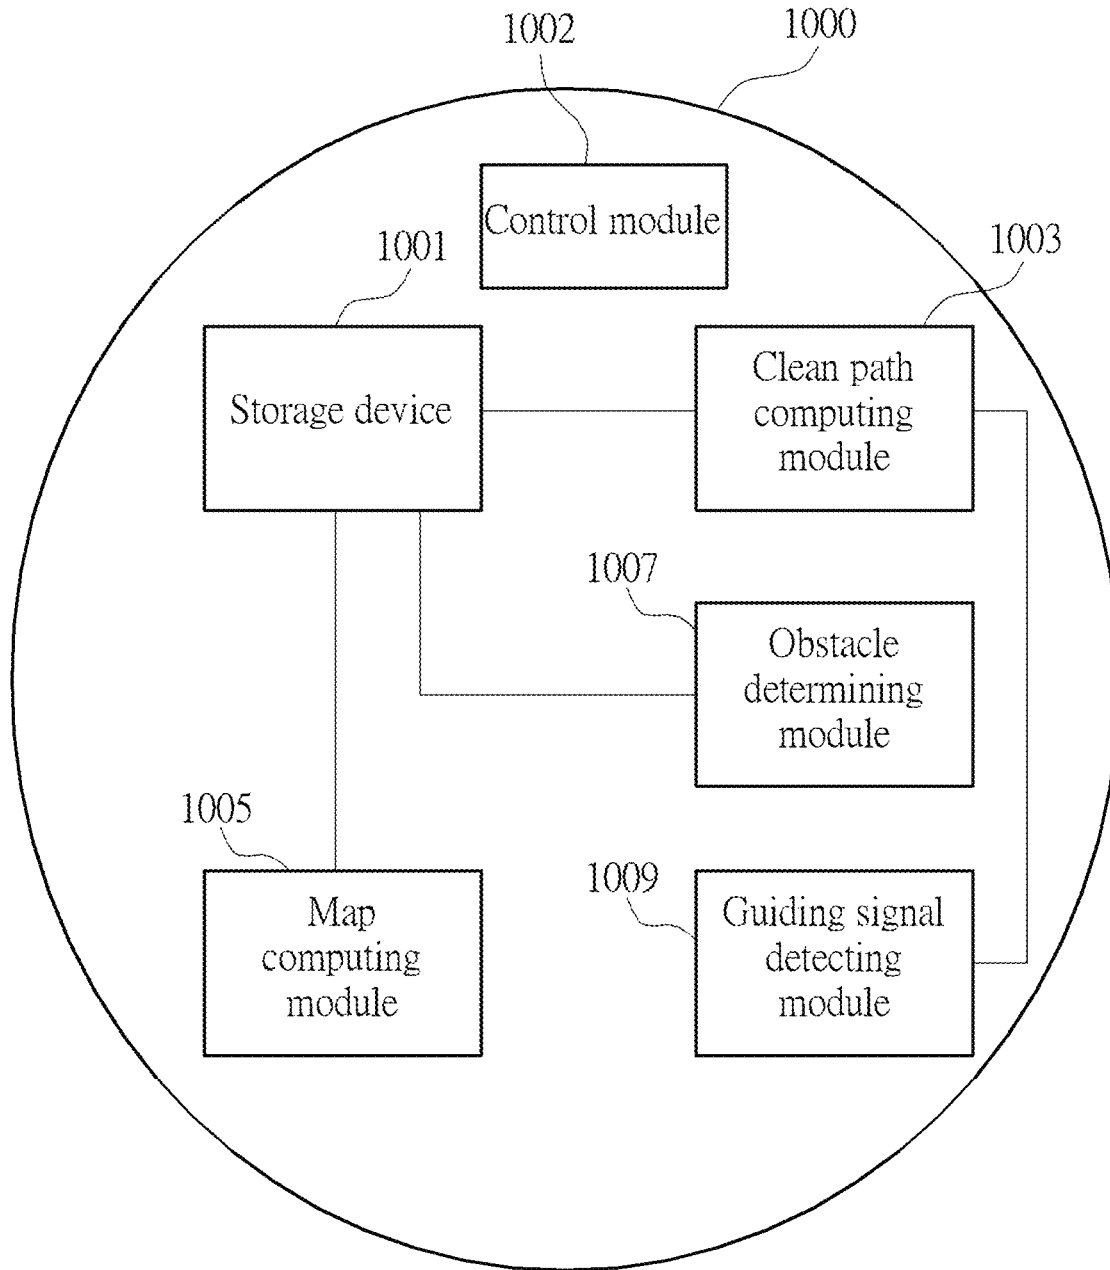 1002
1000
Control module
1001
1003
Storage device
Clean path
computing
module
1007
Obstacle
determining
module
1005
Map
computing
module
1009
Guiding signal
detecting
module